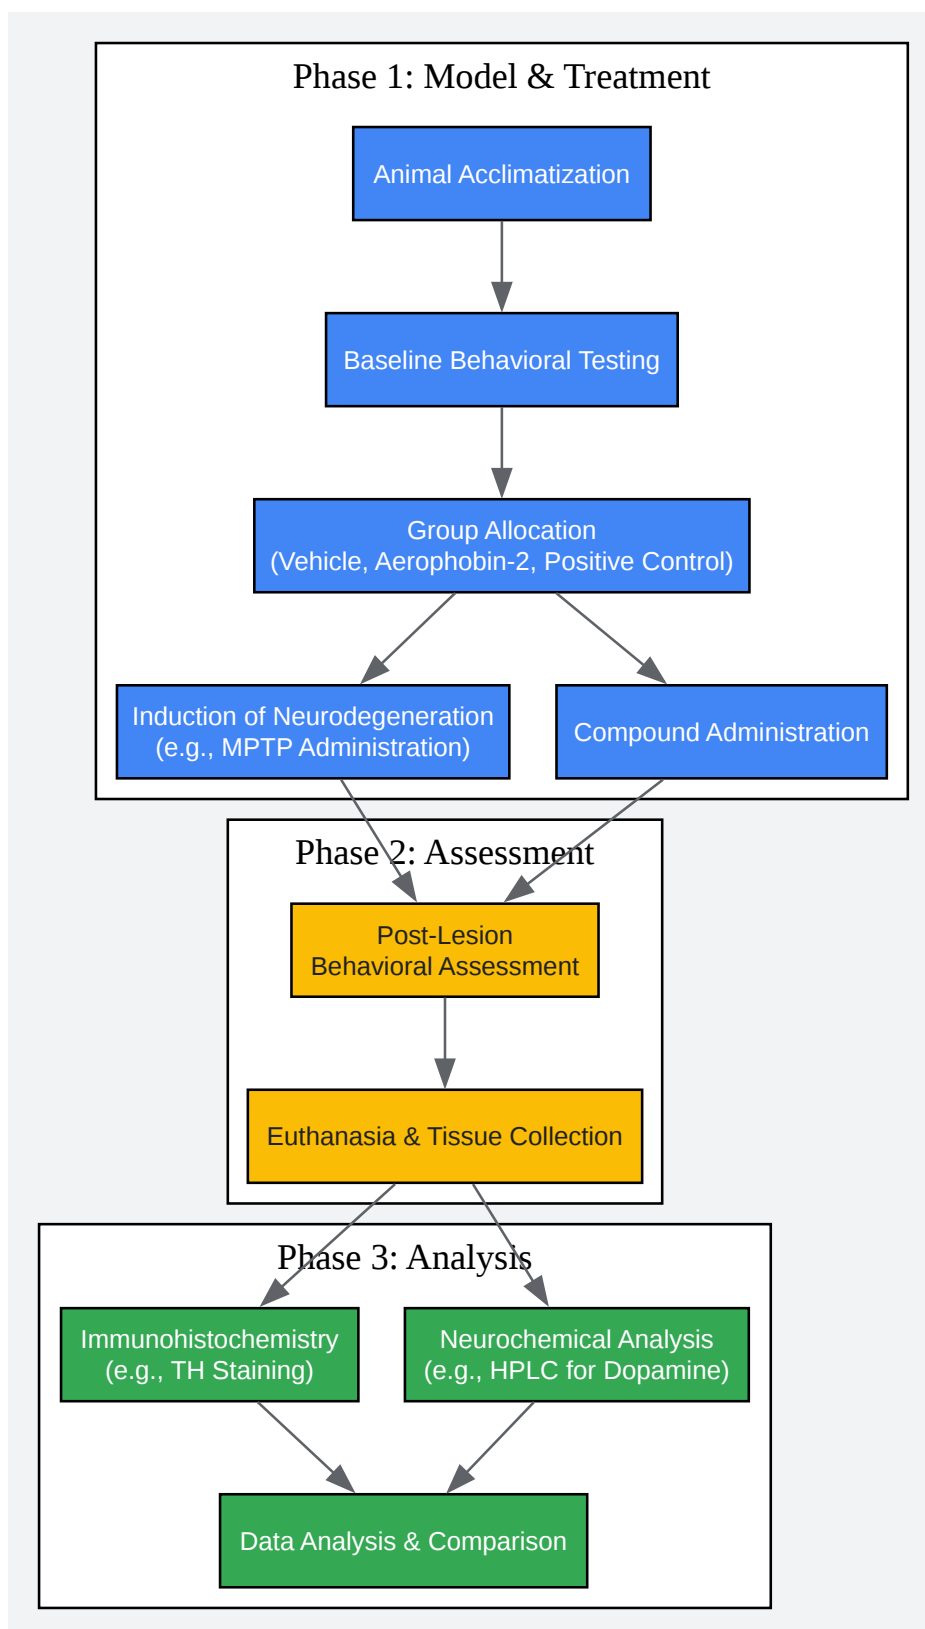 Phase 1: Model & Treatment
Animal Acclimatization
Baseline Behavioral Testing
Group Allocation
(Vehicle, Aerophobin-2, Positive Control)
Induction of Neurodegeneration
(e.g., MPTP Administration)
Compound Administration
Phase 2: Assessment
Post-Lesion
Behavioral Assessment
Euthanasia & Tissue Collection
Phase 3: Analysis
Immunohistochemistry
(e.g., TH Staining)
Neurochemical Analysis
(e.g., HPLC for Dopamine)
Data Analysis & Comparison